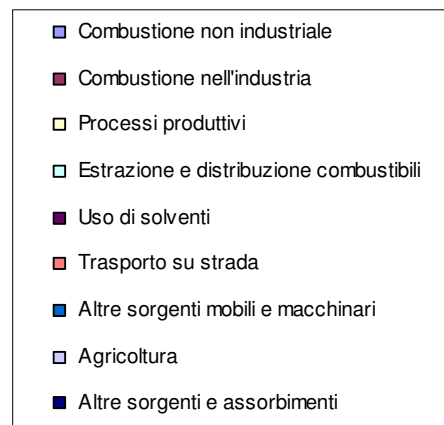 Combustione non industriale
Combustione nell'industria
Processi produttivi
Estrazione e distribuzione combustibili
Uso di solventi
Trasporto su strada
Altre sorgenti mobili e macchinari
Agricoltura
Altre sorgenti e assorbimenti